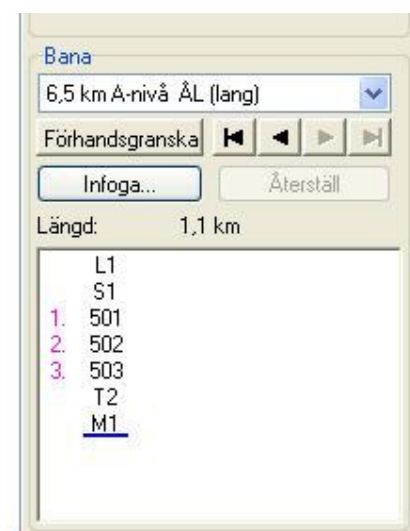 Bana
6,5 km A-nivå ÅL (lang)
Förhandsgranska
Infoga... Återställ
Längd: 1,1 km
L1
S1
1. 501
2. 502
3. 503
T2
M1